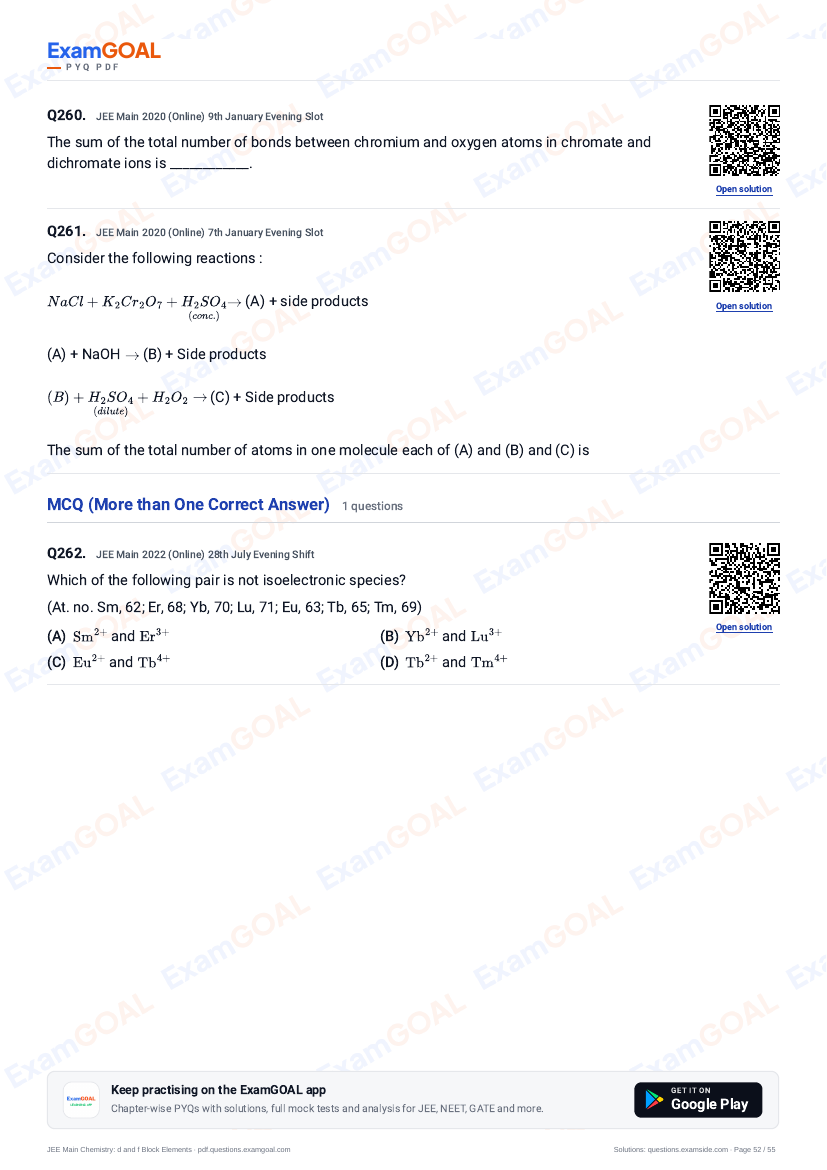 ExamGOAL
PYQ PDF
Q260. JEE Main 2020 (Online) 9th January Evening Slot
The sum of the total number of bonds between chromium and oxygen atoms in chromate and
dichromate ions is ____________.
Open solution
Q261. JEE Main 2020 (Online) 7th January Evening Slot
Consider the following reactions :
Open solution
NaCl + K₂Cr₂O₇ + H₂SO₄ → (A) + side products
(conc.)
(A) + NaOH → (B) + Side products
(B) + H₂SO₄ + H₂O₂ → (C) + Side products
(dilute)
The sum of the total number of atoms in one molecule each of (A) and (B) and (C) is
MCQ (More than One Correct Answer) 1 questions
Q262. JEE Main 2022 (Online) 28th July Evening Shift
Which of the following pair is not isoelectronic species?
(At. no. Sm, 62; Er, 68; Yb, 70; Lu, 71; Eu, 63; Tb, 65; Tm, 69)
Open solution
(A) Sm²⁺ and Er³⁺ (B) Yb²⁺ and Lu³⁺
(C) Eu²⁺ and Tb⁴⁺ (D) Tb²⁺ and Tm⁴⁺
ExamGOAL
Keep practising on the ExamGOAL app
Chapter-wise PYQs with solutions, full mock tests and analysis for JEE, NEET, GATE and more.
GET IT ON
Google Play
JEE Main Chemistry: d and f Block Elements · pdf.questions.examgoal.com Solutions: questions.examside.com · Page 52 / 55